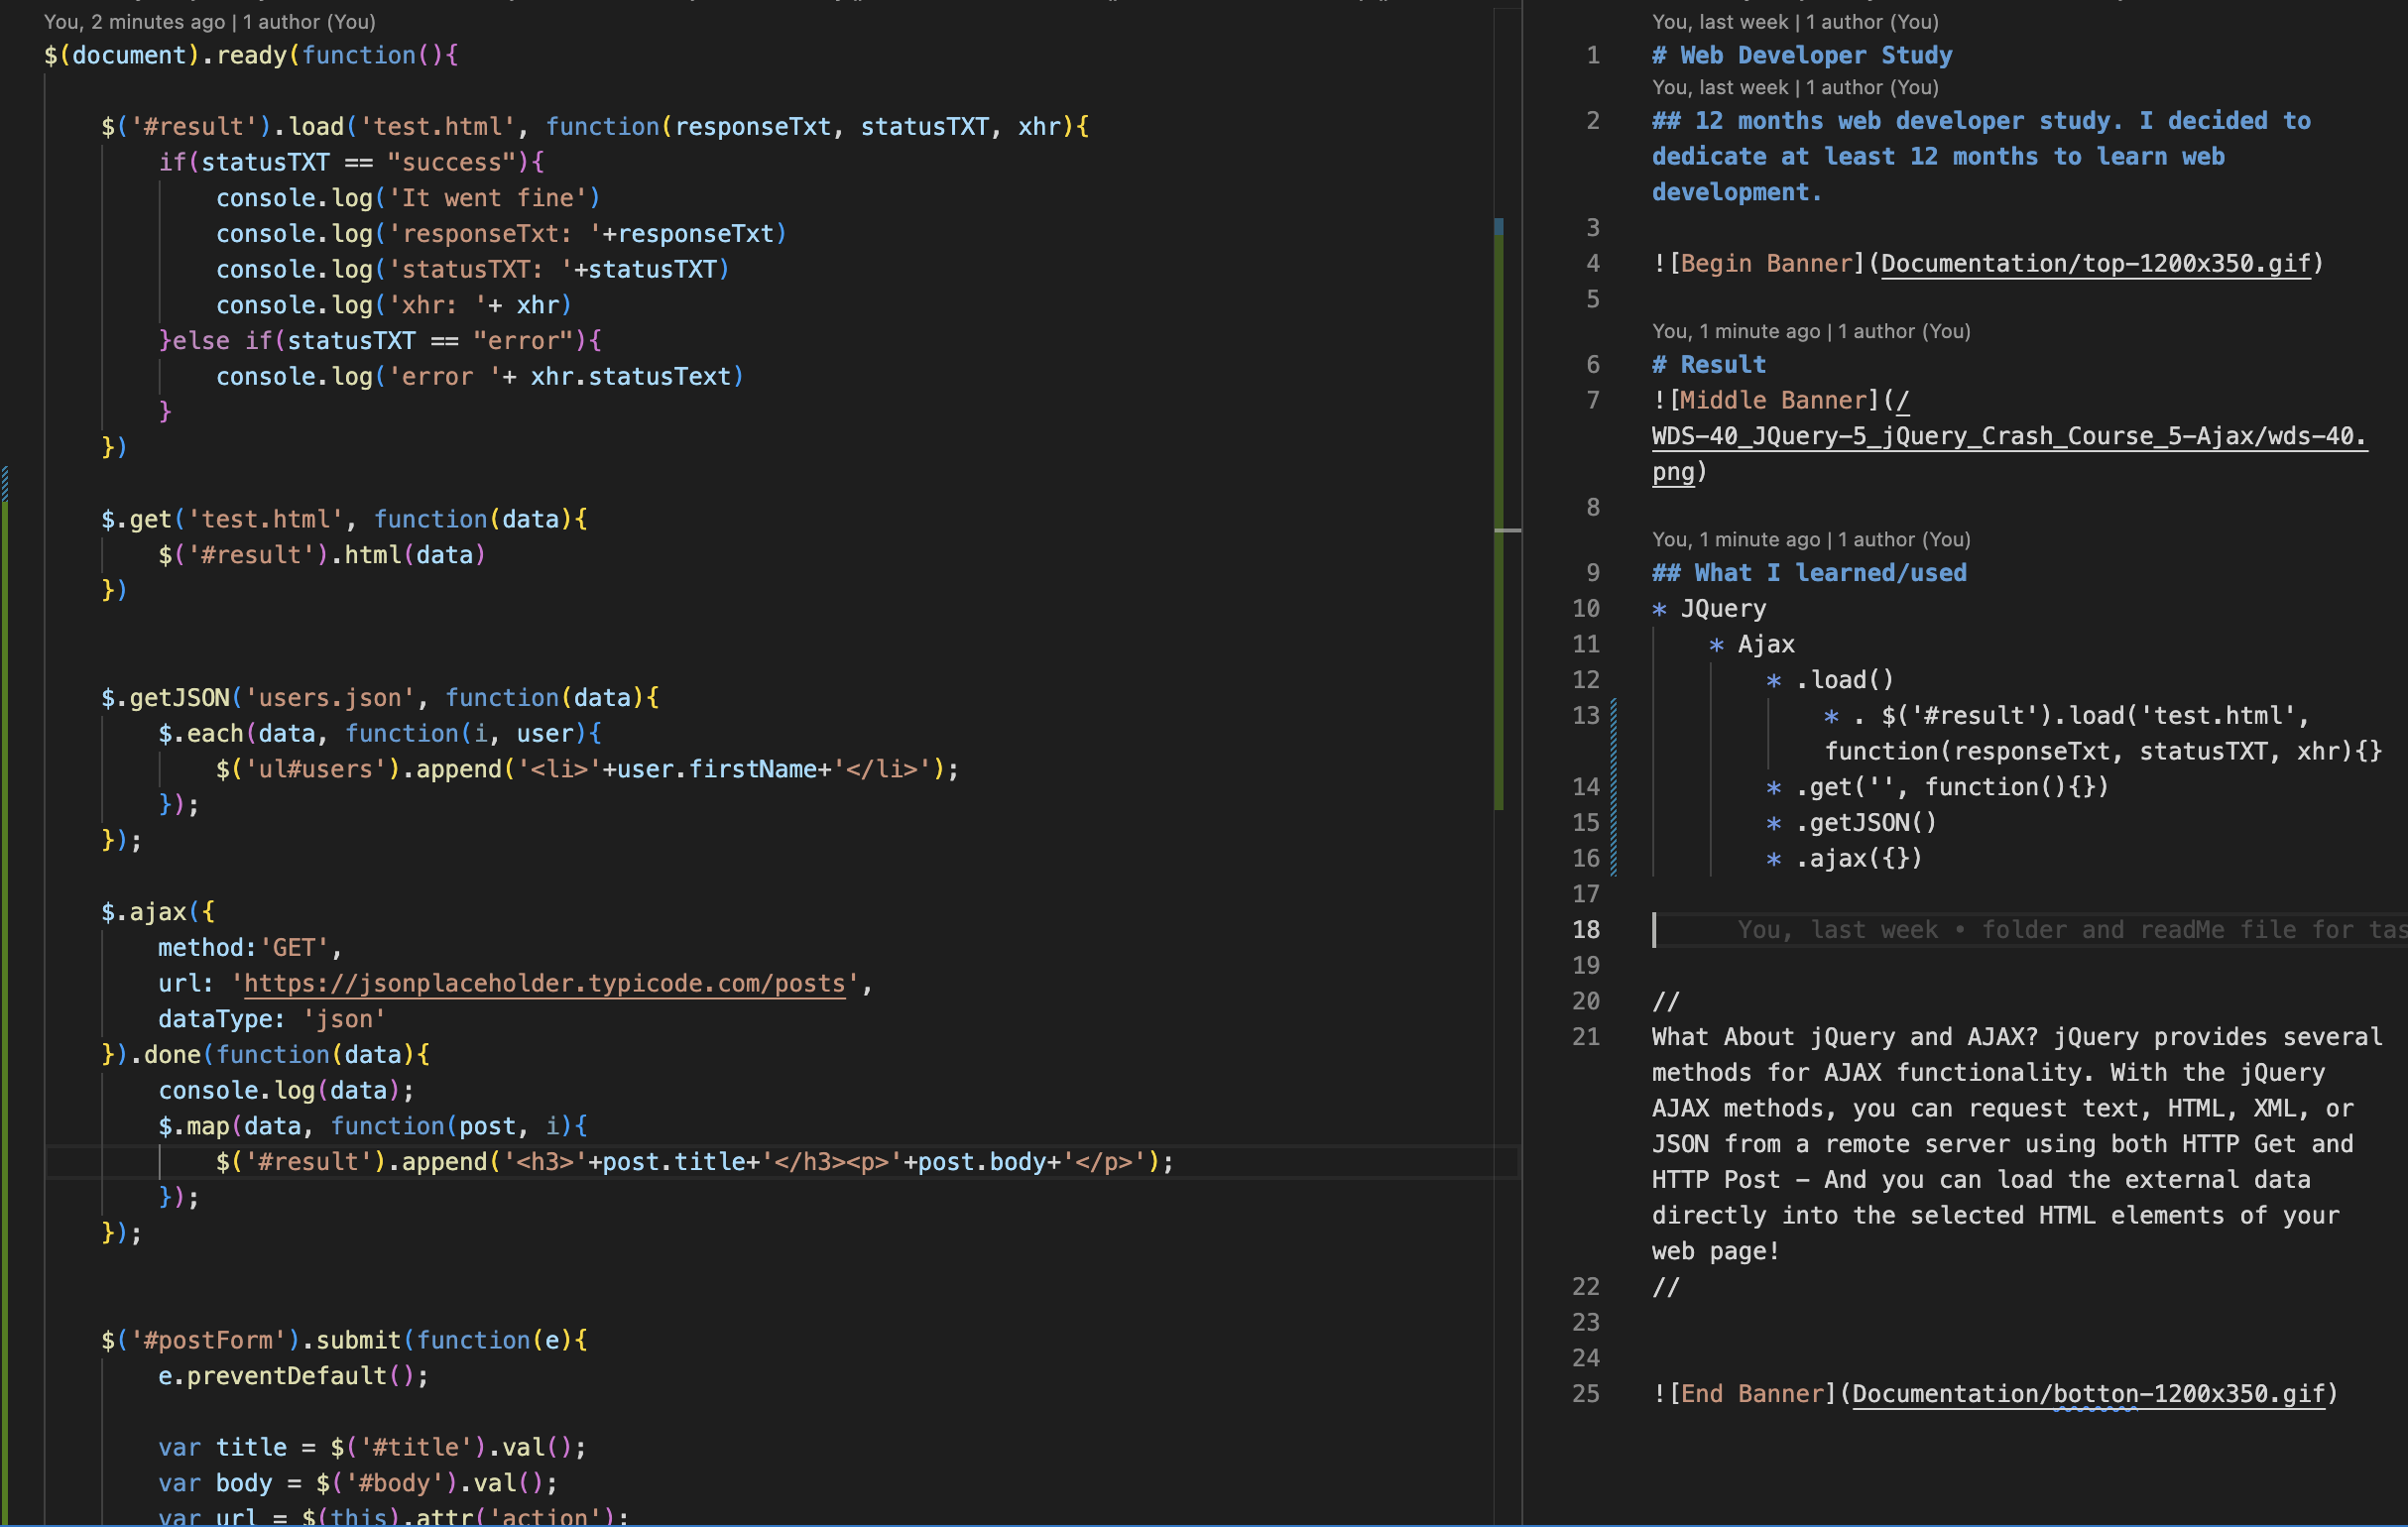 You, 2 minutes ago | 1 author (You)
$(document).ready(function(){
$('#result').load('test.html', function(responseTxt, statusTXT, xhr){
if(statusTXT == "success"){
console.log('It went fine')
console.log('responseTxt: '+responseTxt)
console.log('statusTXT: '+statusTXT)
console.log('xhr: '+ xhr)
}else if(statusTXT == "error"){
console.log('error '+ xhr.statusText)
}
})
$.get('test.html', function(data){
$('#result').html(data)
})
$.getJSON('users.json', function(data){
$.each(data, function(i, user){
$('ul#users').append('<li>'+user.firstName+'</li>');
});
});
$.ajax({
method:'GET',
url: 'https://jsonplaceholder.typicode.com/posts',
dataType: 'json'
}).done(function(data){
console.log(data);
$.map(data, function(post, i){
$('#result').append('<h3>'+post.title+'</h3><p>'+post.body+'</p>');
});
});
$('#postForm').submit(function(e){
e.preventDefault();
var title = $('#title').val();
var body = $('#body').val();
var url = $(this).attr('action');
You, last week | 1 author (You)
1 # Web Developer Study
You, last week | 1 author (You)
2 ## 12 months web developer study. I decided to
dedicate at least 12 months to learn web
development.
3
4 ![Begin Banner](Documentation/top-1200x350.gif)
5
You, 1 minute ago | 1 author (You)
6 # Result
7 ![Middle Banner](/
WDS-40_JQuery-5_jQuery_Crash_Course_5-Ajax/wds-40.
png)
8
You, 1 minute ago | 1 author (You)
9 ## What I learned/used
10 * JQuery
11 * Ajax
12 * .load()
13 * . $('#result').load('test.html',
function(responseTxt, statusTXT, xhr){}
14 * .get('', function(){})
15 * .getJSON()
16 * .ajax({})
17
18 You, last week • folder and readMe file for tas
19
20 //
21 What About jQuery and AJAX? jQuery provides several
methods for AJAX functionality. With the jQuery
AJAX methods, you can request text, HTML, XML, or
JSON from a remote server using both HTTP Get and
HTTP Post - And you can load the external data
directly into the selected HTML elements of your
web page!
22 //
23
24
25 ![End Banner](Documentation/botton-1200x350.gif)